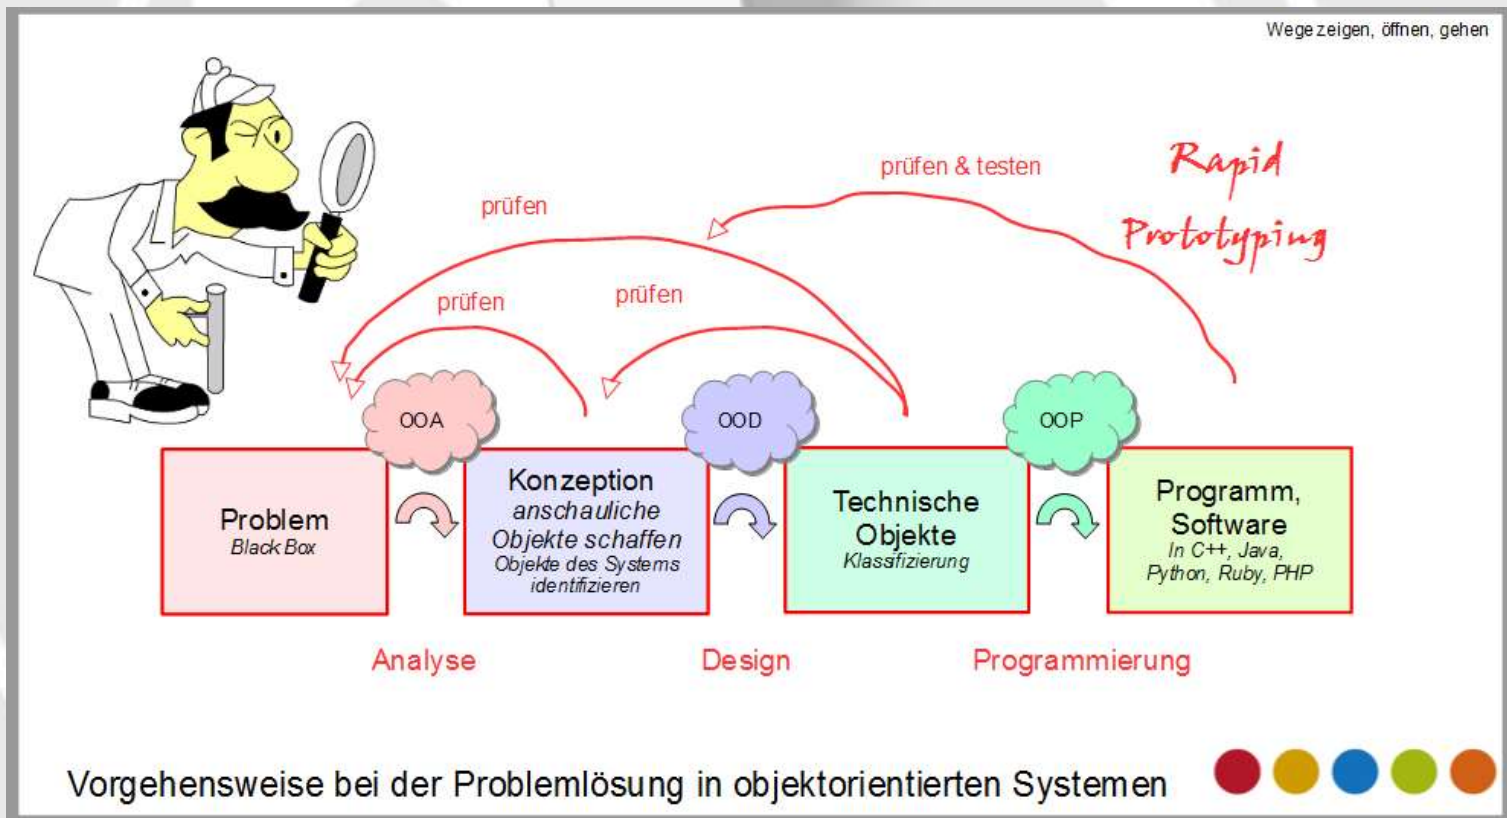 Wege zeigen, öffnen, gehen
Rapid
Prototyping
prüfen & testen
prüfen
prüfen
prüfen
OOA
OOD
OOP
Problem
Black Box
Konzeption
anschauliche
Objekte schaffen
Objekte des Systems
identifizieren
Technische
Objekte
Klassifizierung
Programm,
Software
In C++, Java,
Python, Ruby, PHP
Analyse
Design
Programmierung
Vorgehensweise bei der Problemlösung in objektorientierten Systemen